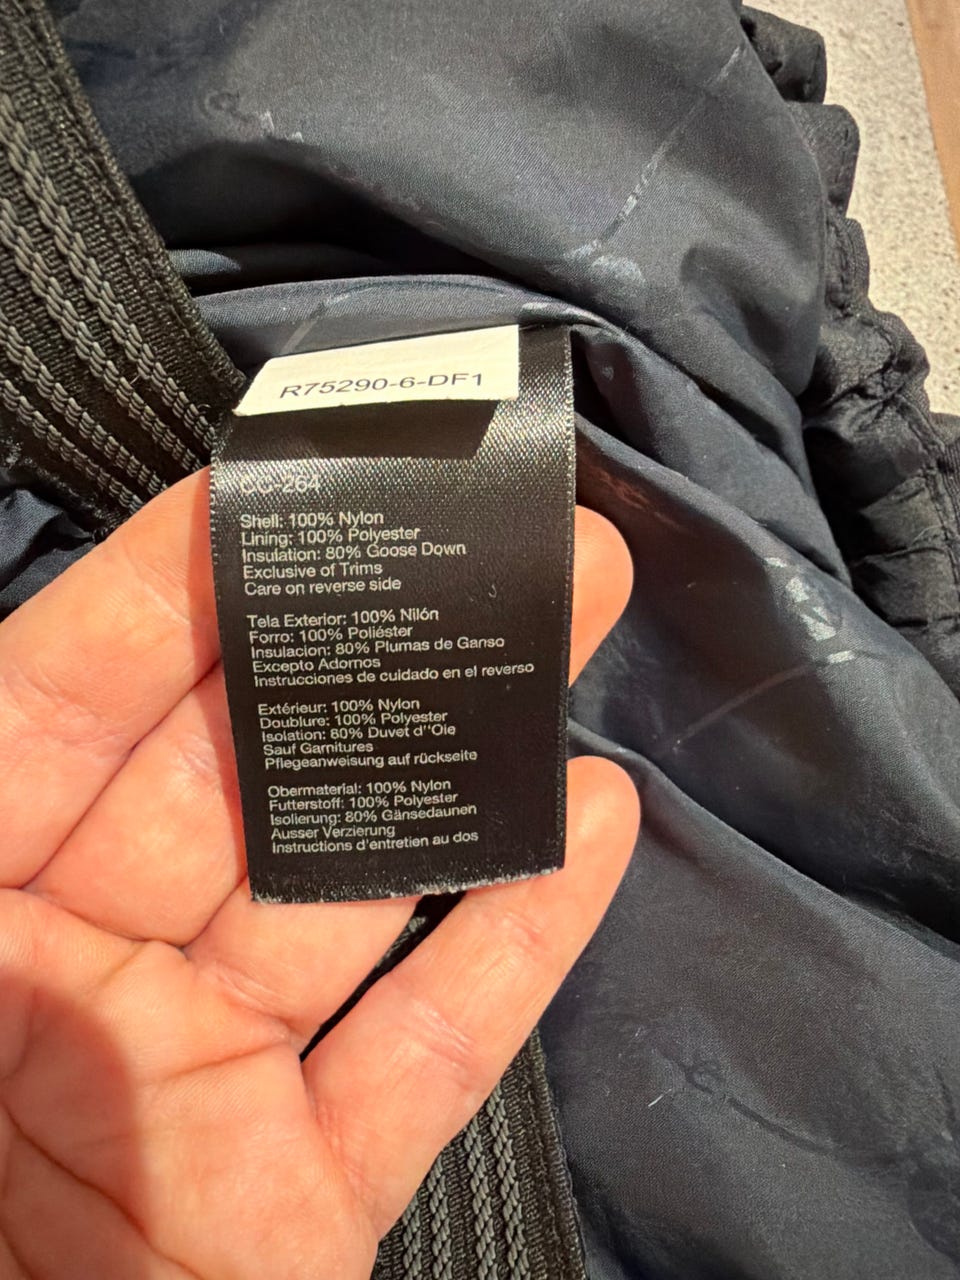 R75290-6-DF1
CC-264
Shell: 100% Nylon
Lining: 100% Polyester
Insulation: 80% Goose Down
Exclusive of Trims
Care on reverse side
Tela Exterior: 100% Nilón
Forro: 100% Poliéster
Insulacion: 80% Plumas de Ganso
Excepto Adornos
Instrucciones de cuidado en el reverso
Extérieur: 100% Nylon
Doublure: 100% Polyester
Isolation: 80% Duvet d''Oie
Sauf Garnitures
Pflegeanweisung auf rückseite
Obermaterial: 100% Nylon
Futterstoff: 100% Polyester
Isolierung: 80% Gänsedaunen
Ausser Verzierung
Instructions d'entretien au dos